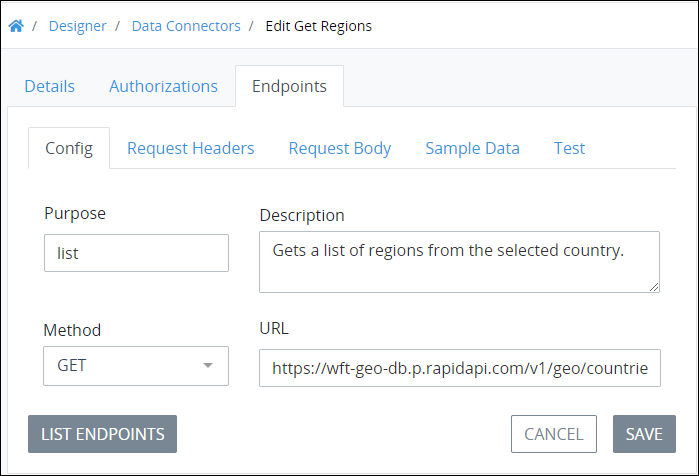 / Designer / Data Connectors / Edit Get Regions
Details Authorizations Endpoints
Config Request Headers Request Body Sample Data Test
Purpose Description
list Gets a list of regions from the selected country.
Method URL
GET https://wft-geo-db.p.rapidapi.com/v1/geo/countrie
LIST ENDPOINTS CANCEL SAVE